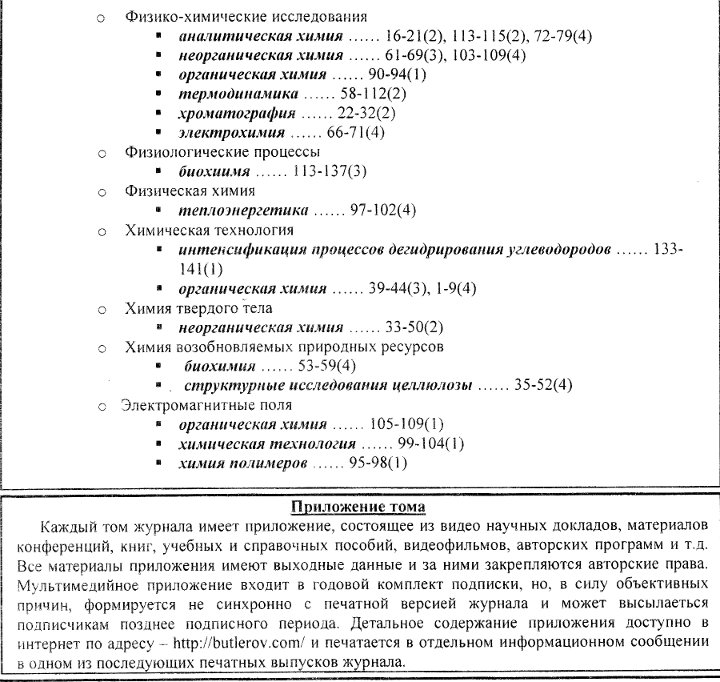 o Физико-химические исследования
▪ аналитическая химия …… 16-21(2), 113-115(2), 72-79(4)
▪ неорганическая химия …… 61-69(3), 103-109(4)
▪ органическая химия …… 90-94(1)
▪ термодинамика …… 58-112(2)
▪ хроматография …… 22-32(2)
▪ электрохимия …… 66-71(4)
o Физиологические процессы
▪ биохиимя …… 113-137(3)
o Физическая химия
▪ теплоэнергетика …… 97-102(4)
o Химическая технология
▪ интенсификация процессов дегидрирования углеводородов …… 133-
141(1)
▪ органическая химия …… 39-44(3), 1-9(4)
o Химия твердого тела
▪ неорганическая химия …… 33-50(2)
o Химия возобновляемых природных ресурсов
▪ биохимия …… 53-59(4)
▪ структурные исследования целлюлозы …… 35-52(4)
o Электромагнитные поля
▪ органическая химия …… 105-109(1)
▪ химическая технология …… 99-104(1)
▪ химия полимеров …… 95-98(1)
Приложение тома
Каждый том журнала имеет приложение, состоящее из видео научных докладов, материалов
конференций, книг, учебных и справочных пособий, видеофильмов, авторских программ и т.д.
Все материалы приложения имеют выходные данные и за ними закрепляются авторские права.
Мультимедийное приложение входит в годовой комплект подписки, но, в силу объективных
причин, формируется не синхронно с печатной версией журнала и может высылаеться
подписчикам позднее подписного периода. Детальное содержание приложения доступно в
интернет по адресу – http://butlerov.com/ и печатается в отдельном информационном сообщении
в одном из последующих печатных выпусков журнала.